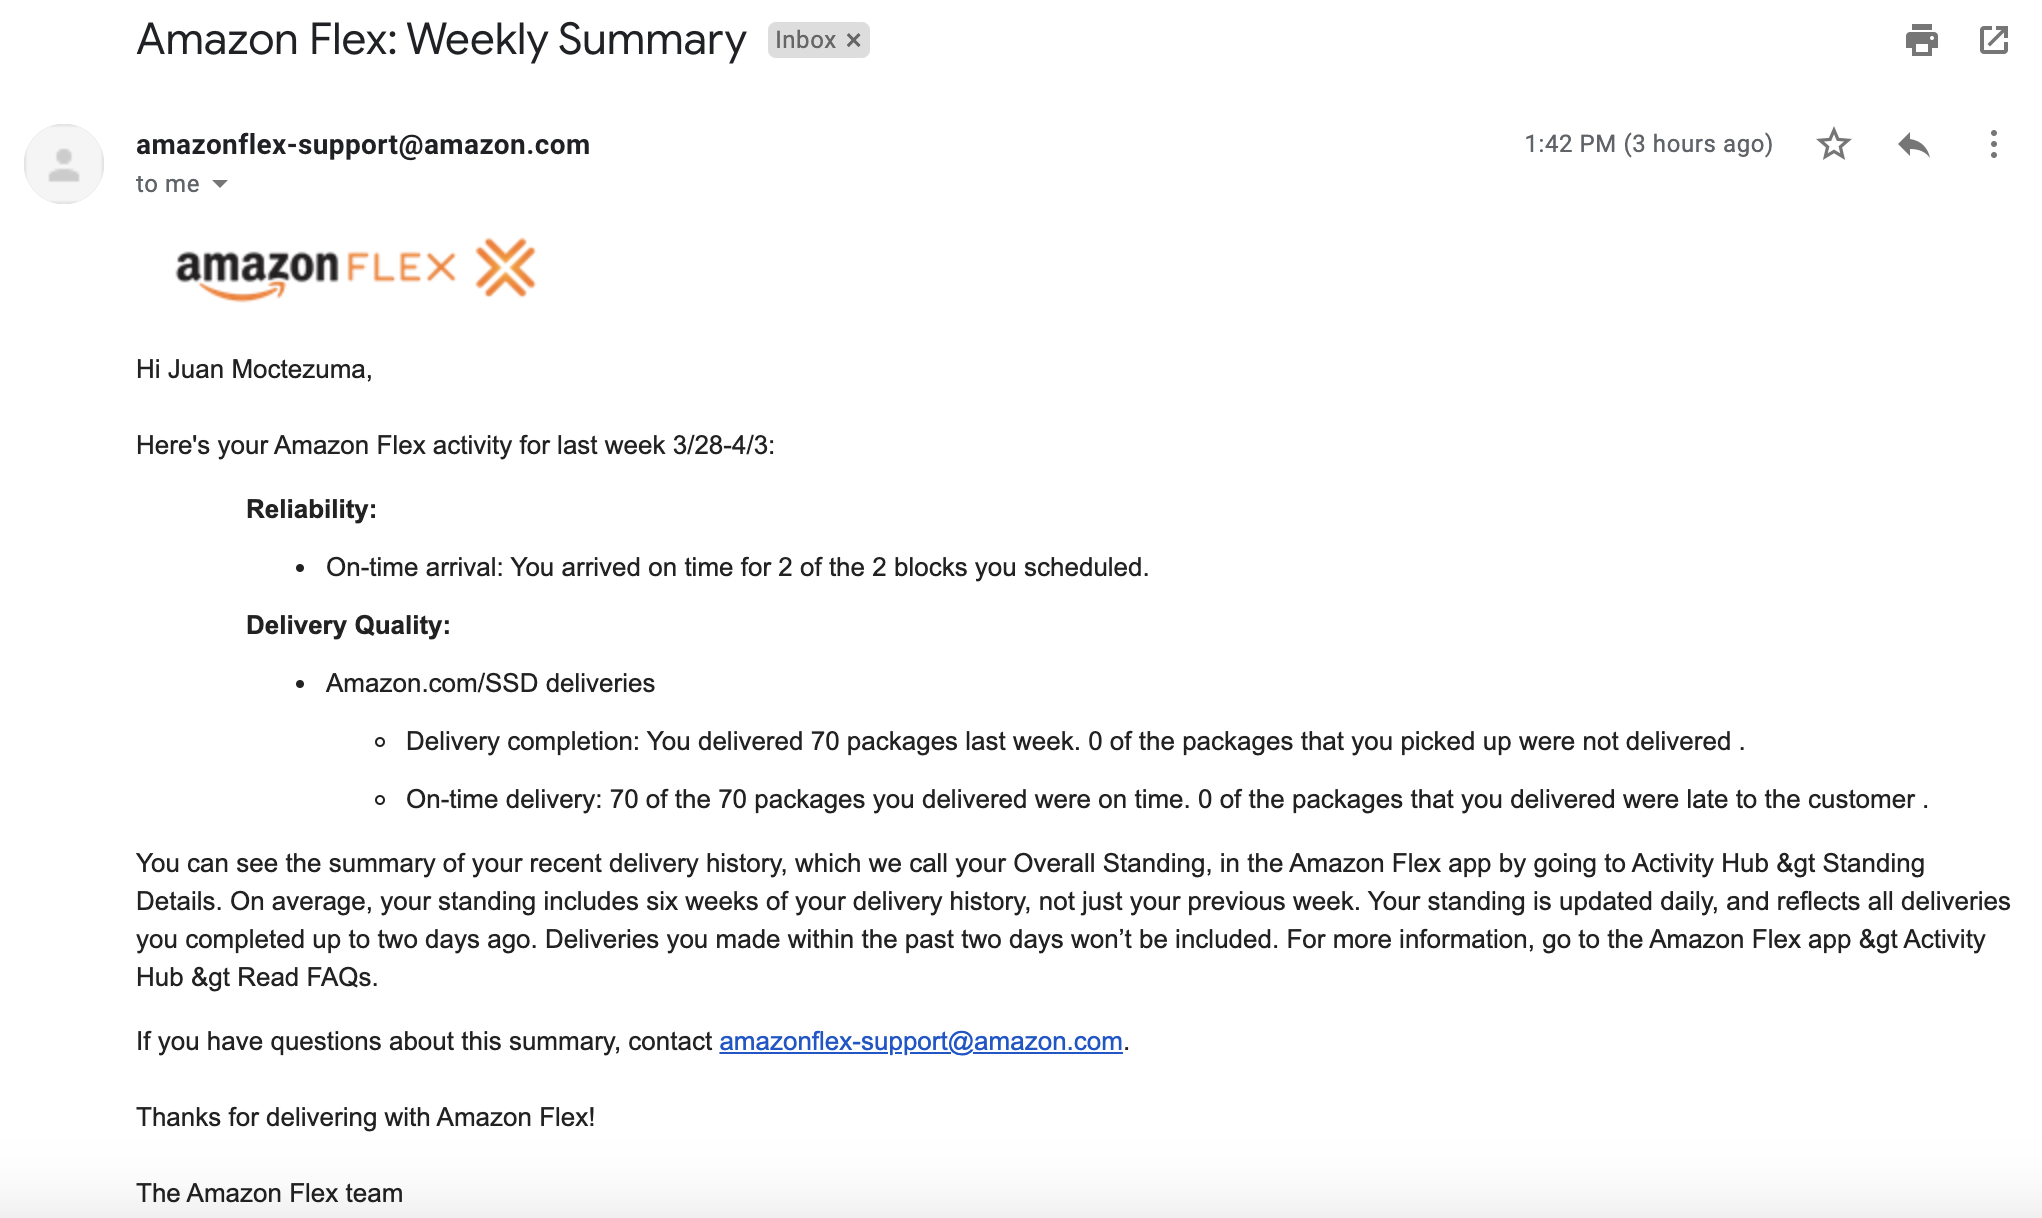 Amazon Flex: Weekly Summary Inbox ×
amazonflex-support@amazon.com 1:42 PM (3 hours ago)
to me
amazon FLEX
Hi Juan Moctezuma,
Here's your Amazon Flex activity for last week 3/28-4/3:
Reliability:
• On-time arrival: You arrived on time for 2 of the 2 blocks you scheduled.
Delivery Quality:
• Amazon.com/SSD deliveries
◦ Delivery completion: You delivered 70 packages last week. 0 of the packages that you picked up were not delivered .
◦ On-time delivery: 70 of the 70 packages you delivered were on time. 0 of the packages that you delivered were late to the customer .
You can see the summary of your recent delivery history, which we call your Overall Standing, in the Amazon Flex app by going to Activity Hub &gt Standing
Details. On average, your standing includes six weeks of your delivery history, not just your previous week. Your standing is updated daily, and reflects all deliveries
you completed up to two days ago. Deliveries you made within the past two days won’t be included. For more information, go to the Amazon Flex app &gt Activity
Hub &gt Read FAQs.
If you have questions about this summary, contact amazonflex-support@amazon.com.
Thanks for delivering with Amazon Flex!
The Amazon Flex team